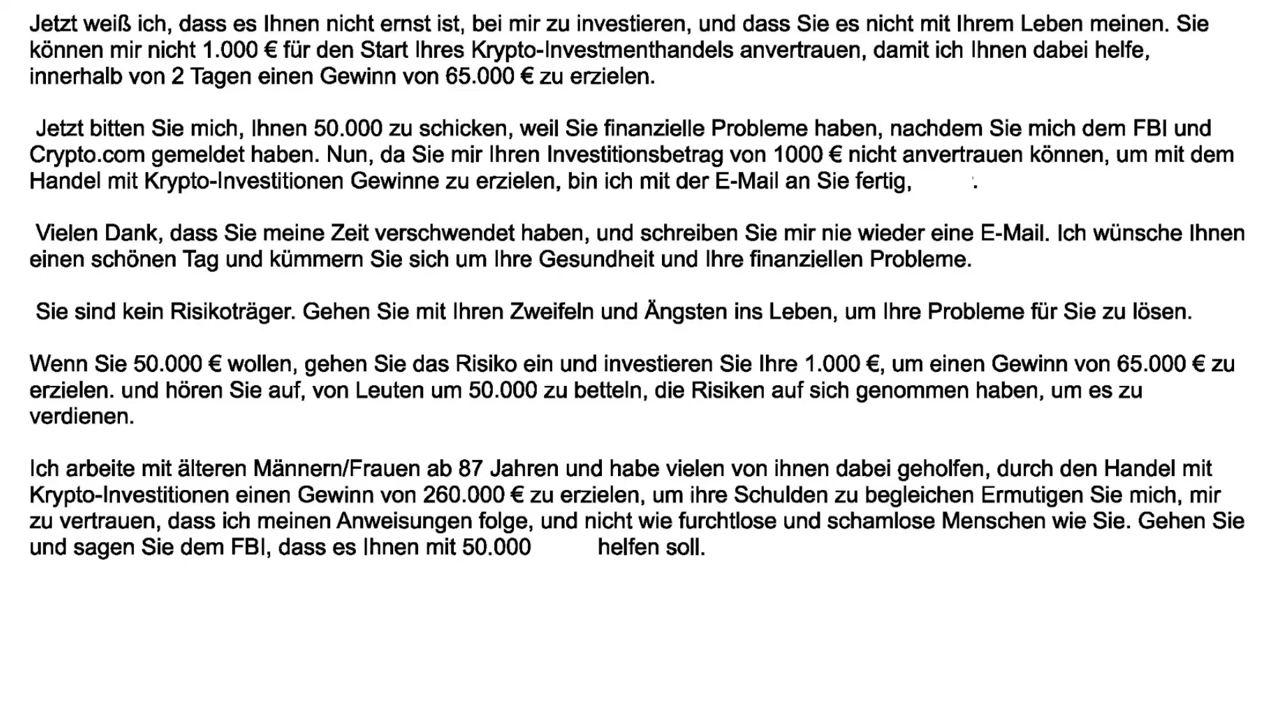 Jetzt weiß ich, dass es Ihnen nicht ernst ist, bei mir zu investieren, und dass Sie es nicht mit Ihrem Leben meinen. Sie
können mir nicht 1.000 € für den Start Ihres Krypto-Investmenthandels anvertrauen, damit ich Ihnen dabei helfe,
innerhalb von 2 Tagen einen Gewinn von 65.000 € zu erzielen.
Jetzt bitten Sie mich, Ihnen 50.000 zu schicken, weil Sie finanzielle Probleme haben, nachdem Sie mich dem FBI und
Crypto.com gemeldet haben. Nun, da Sie mir Ihren Investitionsbetrag von 1000 € nicht anvertrauen können, um mit dem
Handel mit Krypto-Investitionen Gewinne zu erzielen, bin ich mit der E-Mail an Sie fertig, .
Vielen Dank, dass Sie meine Zeit verschwendet haben, und schreiben Sie mir nie wieder eine E-Mail. Ich wünsche Ihnen
einen schönen Tag und kümmern Sie sich um Ihre Gesundheit und Ihre finanziellen Probleme.
Sie sind kein Risikoträger. Gehen Sie mit Ihren Zweifeln und Ängsten ins Leben, um Ihre Probleme für Sie zu lösen.
Wenn Sie 50.000 € wollen, gehen Sie das Risiko ein und investieren Sie Ihre 1.000 €, um einen Gewinn von 65.000 € zu
erzielen. und hören Sie auf, von Leuten um 50.000 zu betteln, die Risiken auf sich genommen haben, um es zu
verdienen.
Ich arbeite mit älteren Männern/Frauen ab 87 Jahren und habe vielen von ihnen dabei geholfen, durch den Handel mit
Krypto-Investitionen einen Gewinn von 260.000 € zu erzielen, um ihre Schulden zu begleichen Ermutigen Sie mich, mir
zu vertrauen, dass ich meinen Anweisungen folge, und nicht wie furchtlose und schamlose Menschen wie Sie. Gehen Sie
und sagen Sie dem FBI, dass es Ihnen mit 50.000 helfen soll.